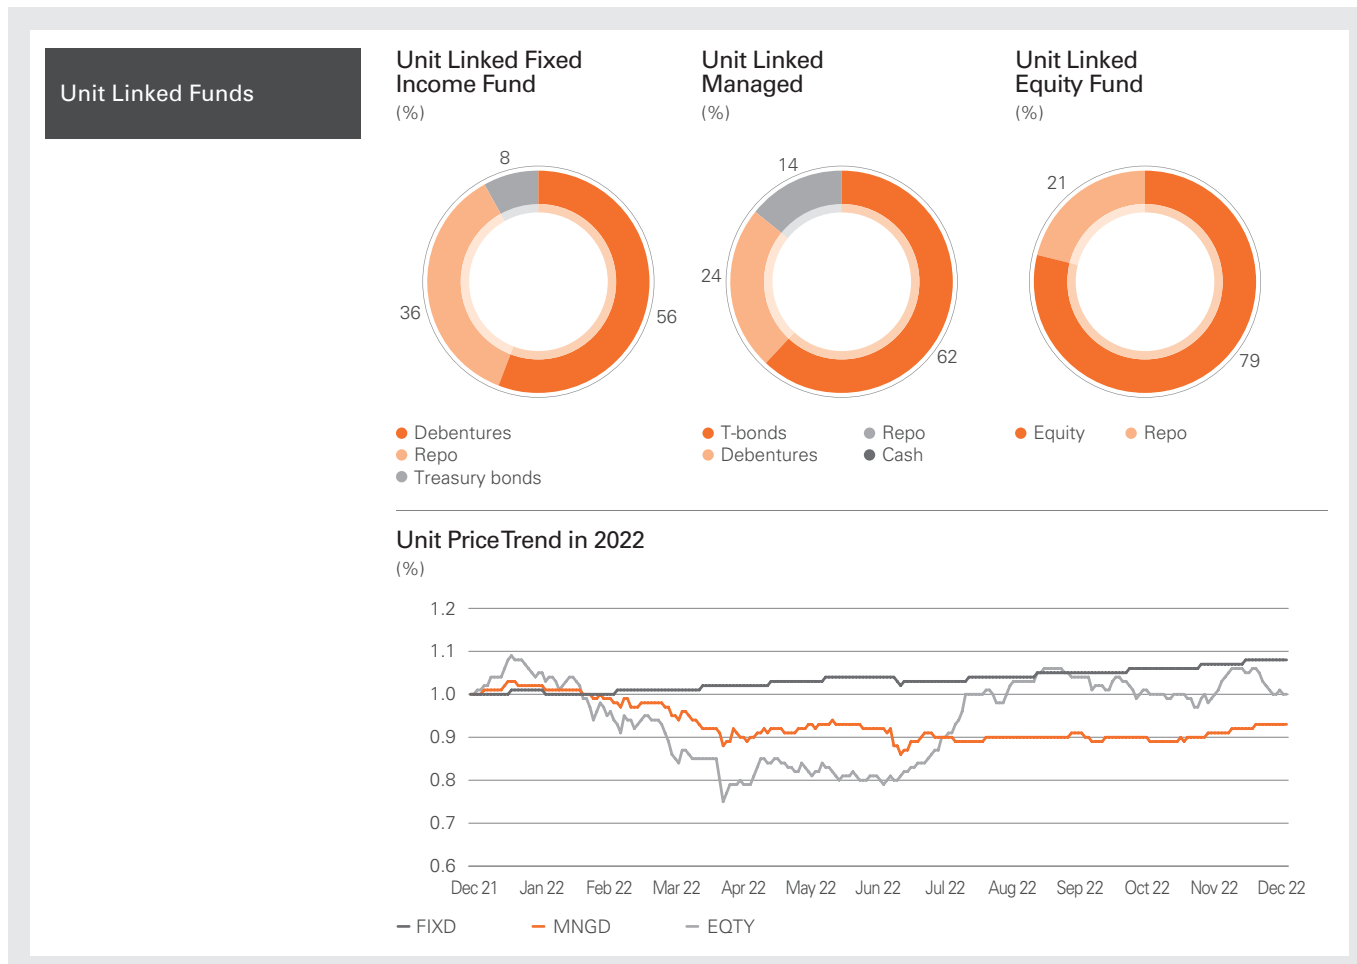 Unit Linked Funds
Unit Linked Fixed
Income Fund
(%)
8
36
56
Debentures
Repo
Treasury bonds
Unit Linked
Managed
(%)
14
24
62
T-bonds
Debentures
Repo
Cash
Unit Linked
Equity Fund
(%)
21
79
Equity
Repo
Unit Price Trend in 2022
(%)
1.2
1.1
1.0
0.9
0.8
0.7
0.6
Dec 21 Jan 22 Feb 22 Mar 22 Apr 22 May 22 Jun 22 Jul 22 Aug 22 Sep 22 Oct 22 Nov 22 Dec 22
FIXD MNGD EQTY